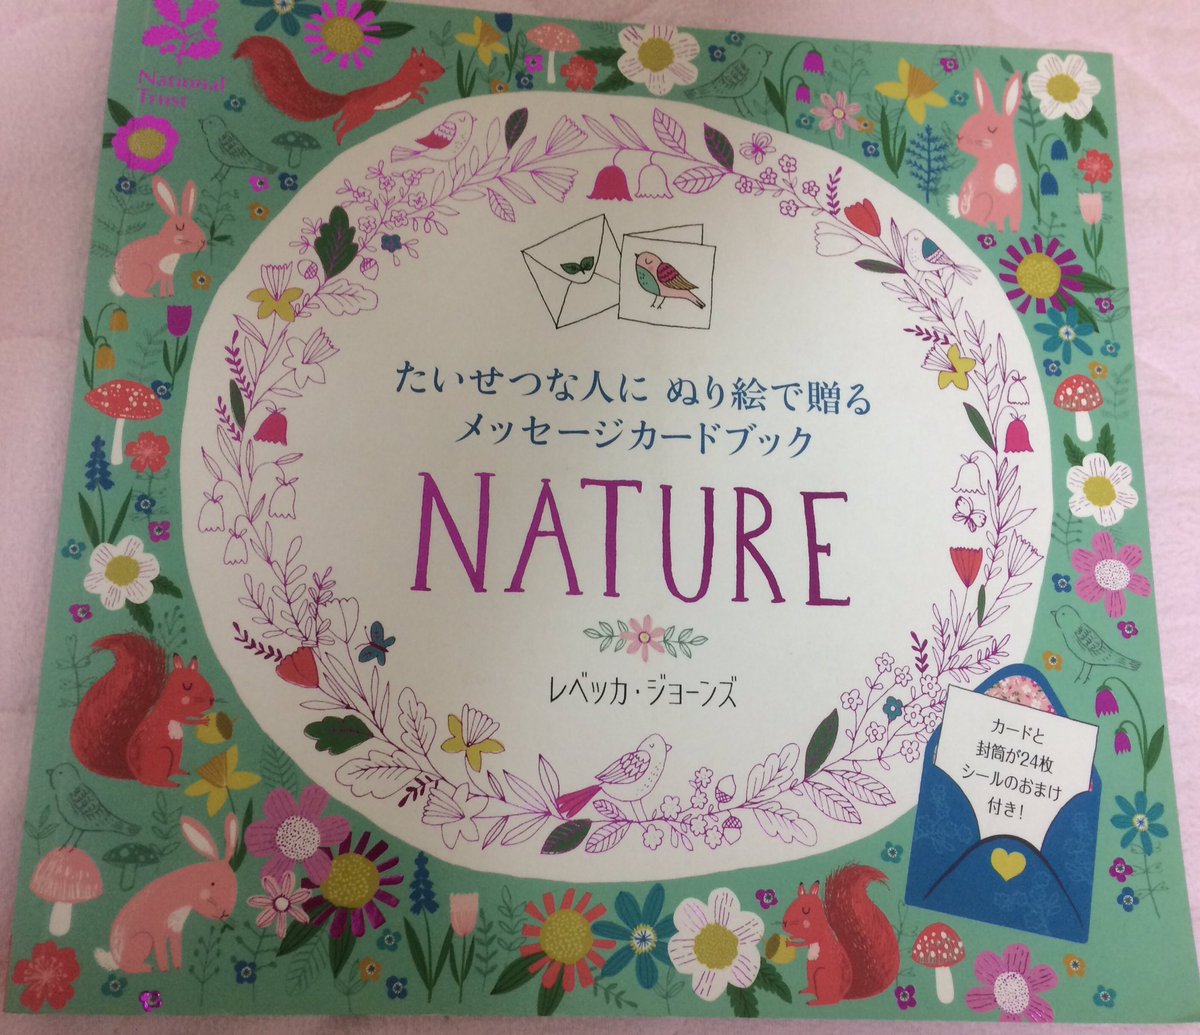 National
Trust
たいせつな人に ぬり絵で贈る
メッセージカードブック
NATURE
レベッカ・ジョーンズ
カードと
封筒が24枚
シールのおまけ
付き!